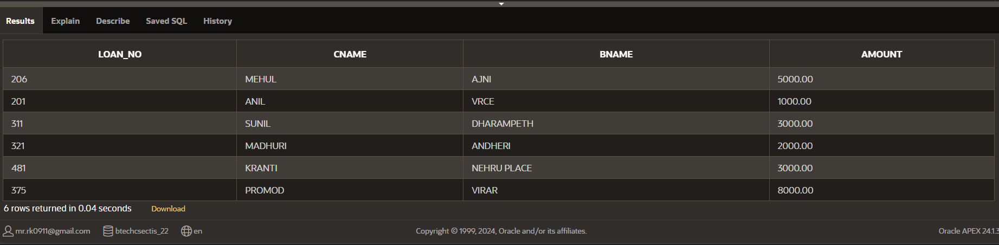 Results Explain Describe Saved SQL History
LOAN_NO CNAME BNAME AMOUNT
206 MEHUL AJNI 5000.00
201 ANIL VRCE 1000.00
311 SUNIL DHARAMPETH 3000.00
321 MADHURI ANDHERI 2000.00
481 KRANTI NEHRU PLACE 3000.00
375 PROMOD VIRAR 8000.00
6 rows returned in 0.04 seconds Download
mr.rk0911@gmail.com btechcsectis_22 en Copyright © 1999, 2024, Oracle and/or its affiliates. Oracle APEX 24.1.3